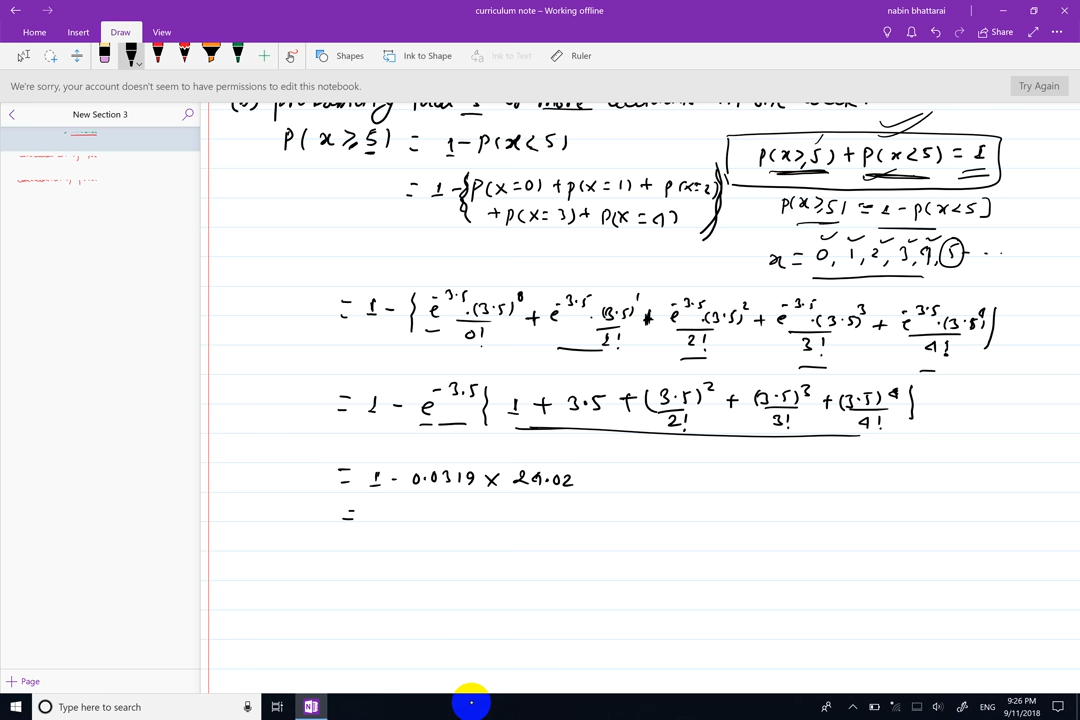 curriculum note – Working offline
nabin bhattarai
Home Insert Draw View
Share
Shapes Ink to Shape Ink to Text Ruler
We're sorry, your account doesn't seem to have permissions to edit this notebook.
Try Again
New Section 3
P(x≥5) = 1-P(x<5)
P(x≥5) + P(x<5) = 1
= 1-{P(x=0)+P(x=1)+P(x=2)
+P(x=3)+P(x=4)}
P(x≥5) = 1-P(x<5)
x = 0, 1, 2, 3, 4, 5 ...
= 1 - { e^-3.5·(3.5)^0/0! + e^-3.5·(3.5)^1/1! + e^-3.5·(3.5)^2/2! + e^-3.5·(3.5)^3/3! + e^-3.5·(3.5)^4/4! }
= 1 - e^-3.5 { 1 + 3.5 + (3.5)^2/2! + (3.5)^3/3! + (3.5)^4/4! }
= 1 - 0.0319 × 24.02
=
Page
Type here to search
ENG
9:26 PM
9/11/2018